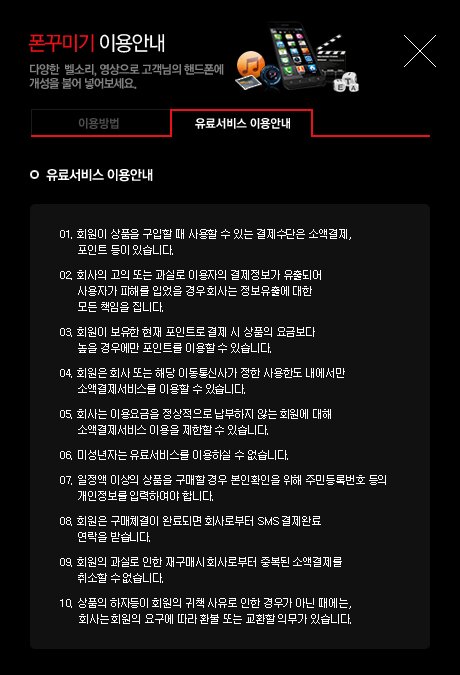 폰꾸미기 이용안내
다양한 벨소리, 영상으로 고객님의 핸드폰에
개성을 불어 넣어보세요.
이용방법
유료서비스 이용안내
유료서비스 이용안내
01. 회원이 상품을 구입할 때 사용할 수 있는 결제수단은 소액결제,
포인트 등이 있습니다.
02. 회사의 고의 또는 과실로 이용자의 결제정보가 유출되어
사용자가 피해를 입었을 경우 회사는 정보유출에 대한
모든 책임을 집니다.
03. 회원이 보유한 현재 포인트로 결제 시 상품의 요금보다
높을 경우에만 포인트를 이용할 수 있습니다.
04. 회원은 회사 또는 해당 이동통신사가 정한 사용한도 내에서만
소액결제서비스를 이용할 수 있습니다.
05. 회사는 이용요금을 정상적으로 납부하지 않는 회원에 대해
소액결제서비스 이용을 제한할 수 있습니다.
06. 미성년자는 유료서비스를 이용하실 수 없습니다.
07. 일정액 이상의 상품을 구매할 경우 본인확인을 위해 주민등록번호 등의
개인정보를 입력하여야 합니다.
08. 회원은 구매체결이 완료되면 회사로부터 SMS 결제완료
연락을 받습니다.
09. 회원의 과실로 인한 재구매시 회사로부터 중복된 소액결제를
취소할 수 없습니다.
10. 상품의 하자등이 회원의 귀책 사유로 인한 경우가 아닌 때에는,
회사는 회원의 요구에 따라 환불 또는 교환할 의무가 있습니다.